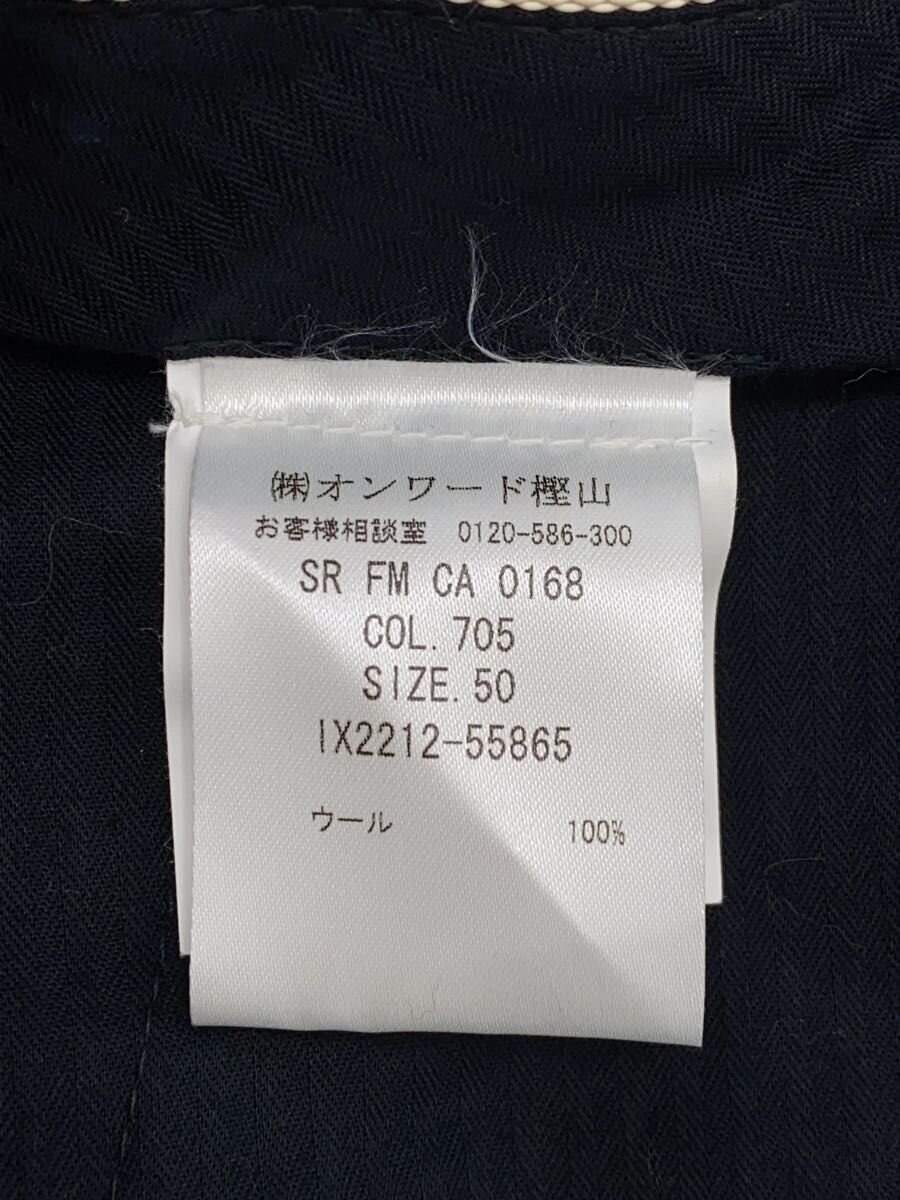 ㈱オンワード樫山
お客様相談室 0120-586-300
SR FM CA 0168
COL.705
SIZE.50
IX2212-55865
ウール 100%